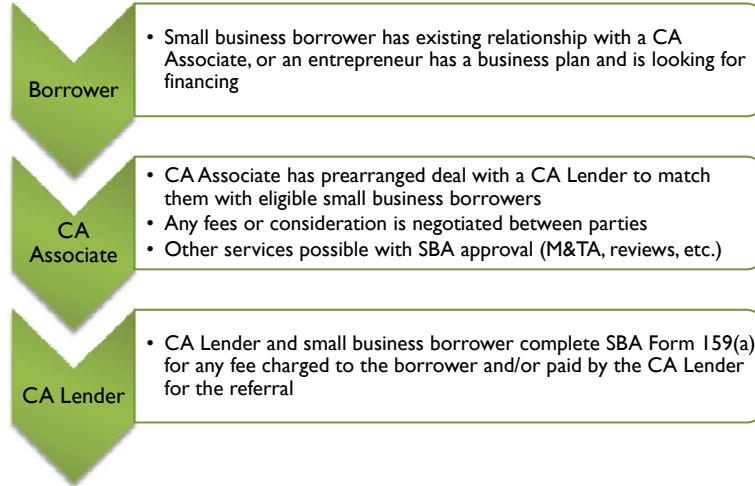 Borrower
• Small business borrower has existing relationship with a CA
Associate, or an entrepreneur has a business plan and is looking for
financing
CA
Associate
• CA Associate has prearranged deal with a CA Lender to match
them with eligible small business borrowers
• Any fees or consideration is negotiated between parties
• Other services possible with SBA approval (M&TA, reviews, etc.)
CA Lender
• CA Lender and small business borrower complete SBA Form 159(a)
for any fee charged to the borrower and/or paid by the CA Lender
for the referral